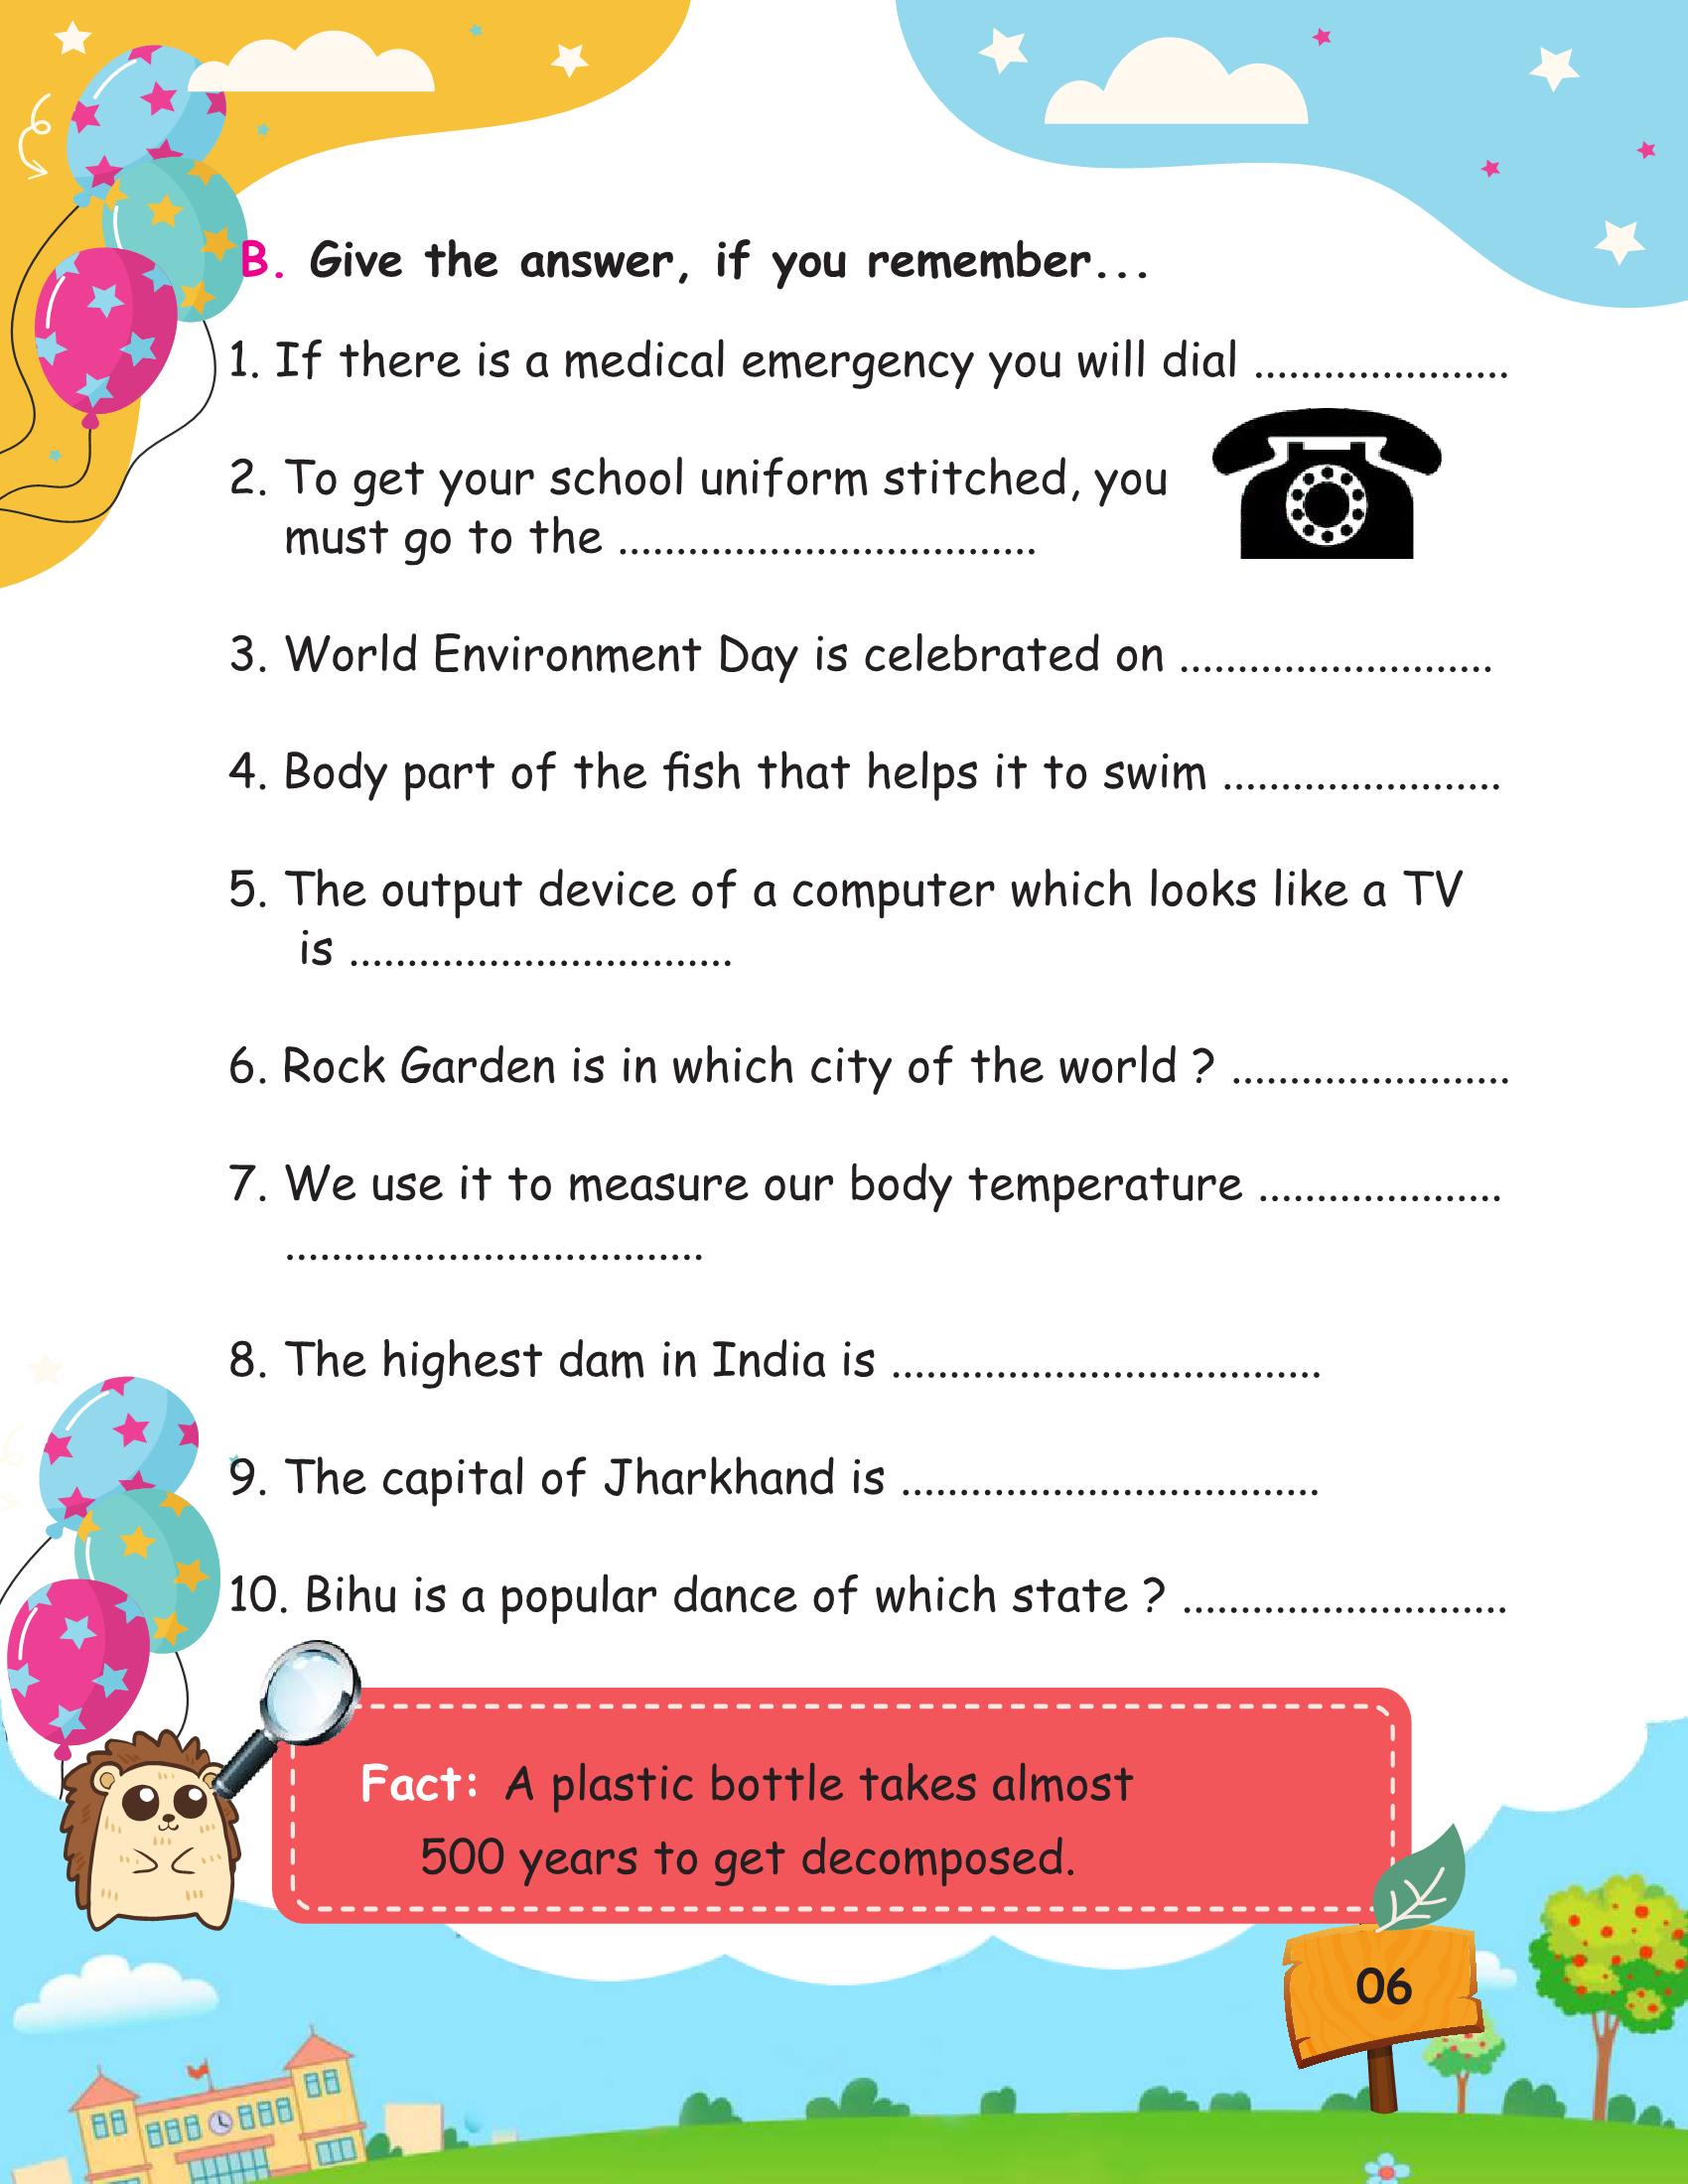 B. Give the answer, if you remember...
1. If there is a medical emergency you will dial ......................
2. To get your school uniform stitched, you
must go to the ....................................
3. World Environment Day is celebrated on ...........................
4. Body part of the fish that helps it to swim ........................
5. The output device of a computer which looks like a TV
is .................................
6. Rock Garden is in which city of the world ? ........................
7. We use it to measure our body temperature .....................
....................................
8. The highest dam in India is .....................................
9. The capital of Jharkhand is ....................................
10. Bihu is a popular dance of which state ? ............................
Fact: A plastic bottle takes almost
500 years to get decomposed.
06